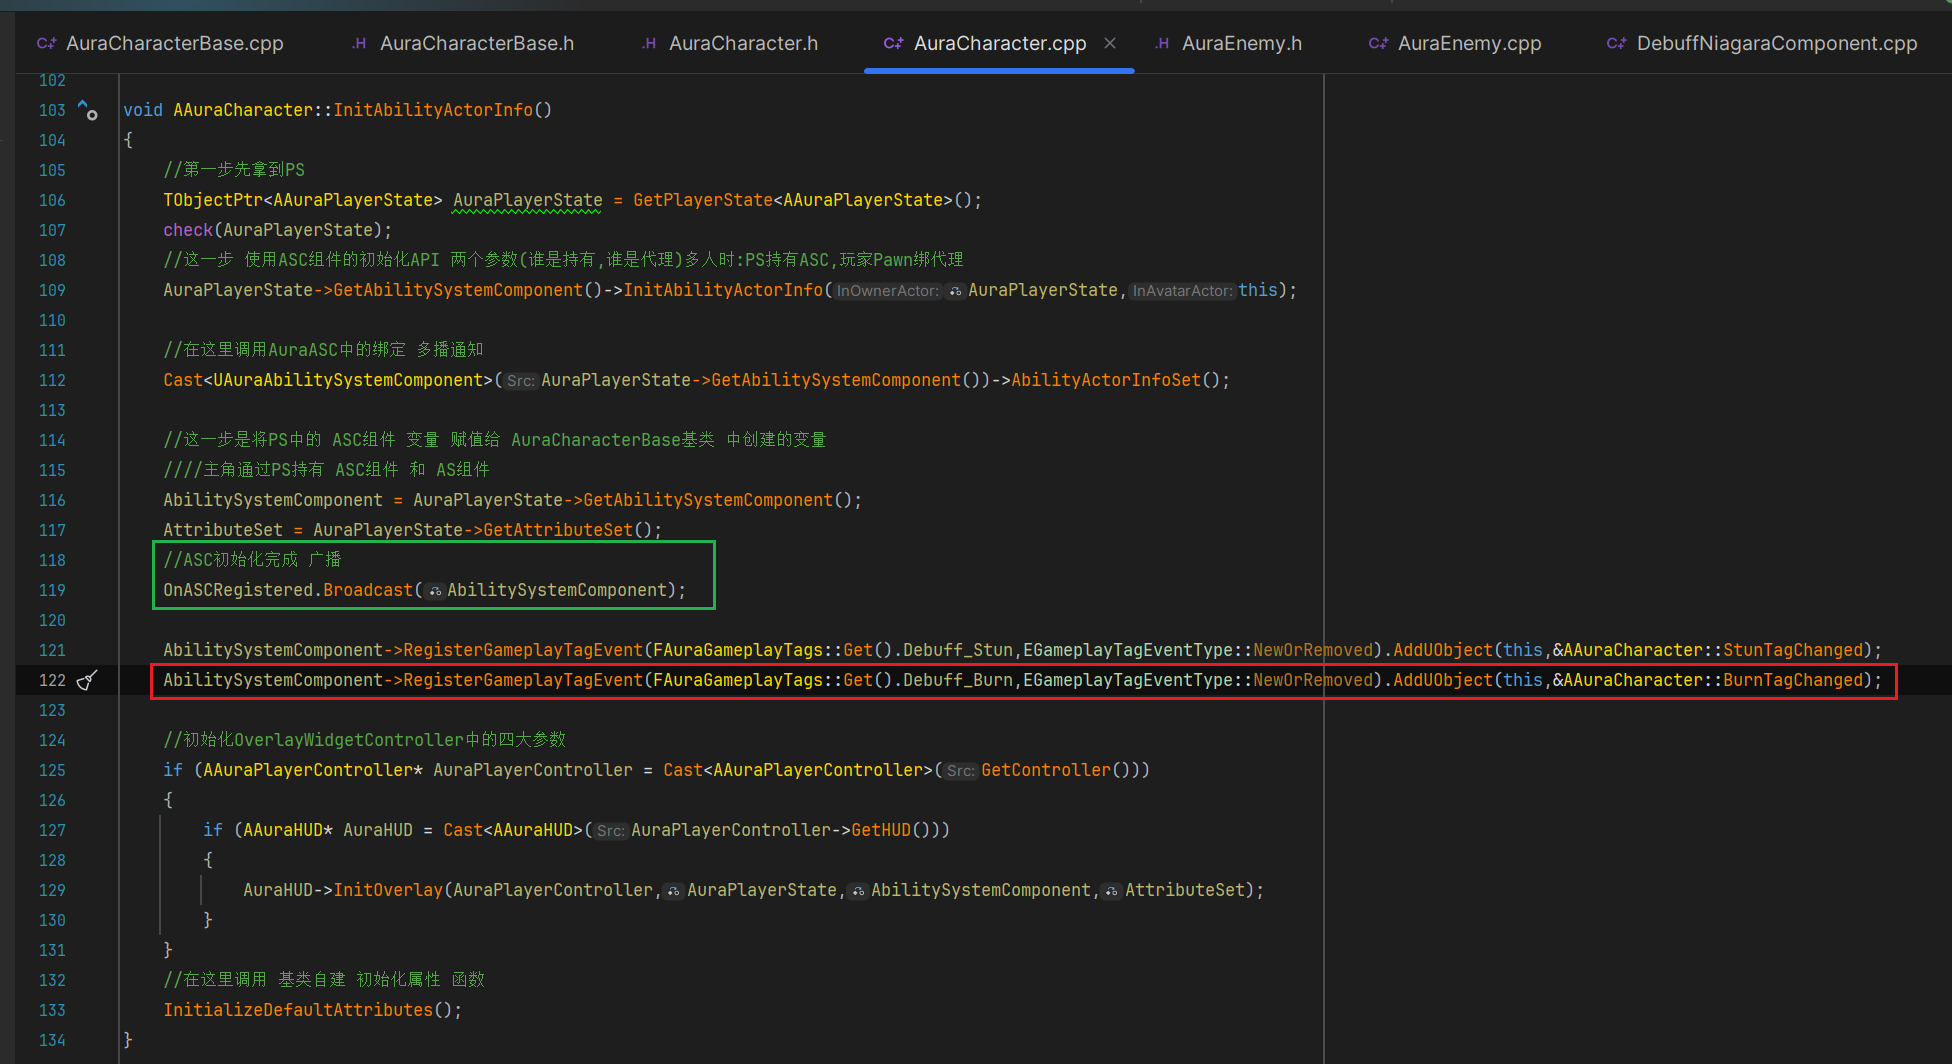 C++ AuraCharacterBase.cpp .H AuraCharacterBase.h .H AuraCharacter.h C++ AuraCharacter.cpp × .H AuraEnemy.h C++ AuraEnemy.cpp C++ DebuffNiagaraComponent.cpp
102
103 void AAuraCharacter::InitAbilityActorInfo()
104 {
105 //第一步先拿到PS
106 TObjectPtr<AAuraPlayerState> AuraPlayerState = GetPlayerState<AAuraPlayerState>();
107 check(AuraPlayerState);
108 //这一步 使用ASC组件的初始化API 两个参数(谁是持有,谁是代理)多人时:PS持有ASC,玩家Pawn绑代理
109 AuraPlayerState->GetAbilitySystemComponent()->InitAbilityActorInfo(InOwnerActor: AuraPlayerState, InAvatarActor: this);
110
111 //在这里调用AuraASC中的绑定 多播通知
112 Cast<UAuraAbilitySystemComponent>(Src: AuraPlayerState->GetAbilitySystemComponent())->AbilityActorInfoSet();
113
114 //这一步是将PS中的 ASC组件 变量 赋值给 AuraCharacterBase基类 中创建的变量
115 ////主角通过PS持有 ASC组件 和 AS组件
116 AbilitySystemComponent = AuraPlayerState->GetAbilitySystemComponent();
117 AttributeSet = AuraPlayerState->GetAttributeSet();
118 //ASC初始化完成 广播
119 OnASCRegistered.Broadcast(AbilitySystemComponent);
120
121 AbilitySystemComponent->RegisterGameplayTagEvent(FAuraGameplayTags::Get().Debuff_Stun,EGameplayTagEventType::NewOrRemoved).AddUObject(this,&AAuraCharacter::StunTagChanged);
122 AbilitySystemComponent->RegisterGameplayTagEvent(FAuraGameplayTags::Get().Debuff_Burn,EGameplayTagEventType::NewOrRemoved).AddUObject(this,&AAuraCharacter::BurnTagChanged);
123
124 //初始化OverlayWidgetController中的四大参数
125 if (AAuraPlayerController* AuraPlayerController = Cast<AAuraPlayerController>(Src: GetController()))
126 {
127 if (AAuraHUD* AuraHUD = Cast<AAuraHUD>(Src: AuraPlayerController->GetHUD()))
128 {
129 AuraHUD->InitOverlay(AuraPlayerController, AuraPlayerState, AbilitySystemComponent, AttributeSet);
130 }
131 }
132 //在这里调用 基类自建 初始化属性 函数
133 InitializeDefaultAttributes();
134 }